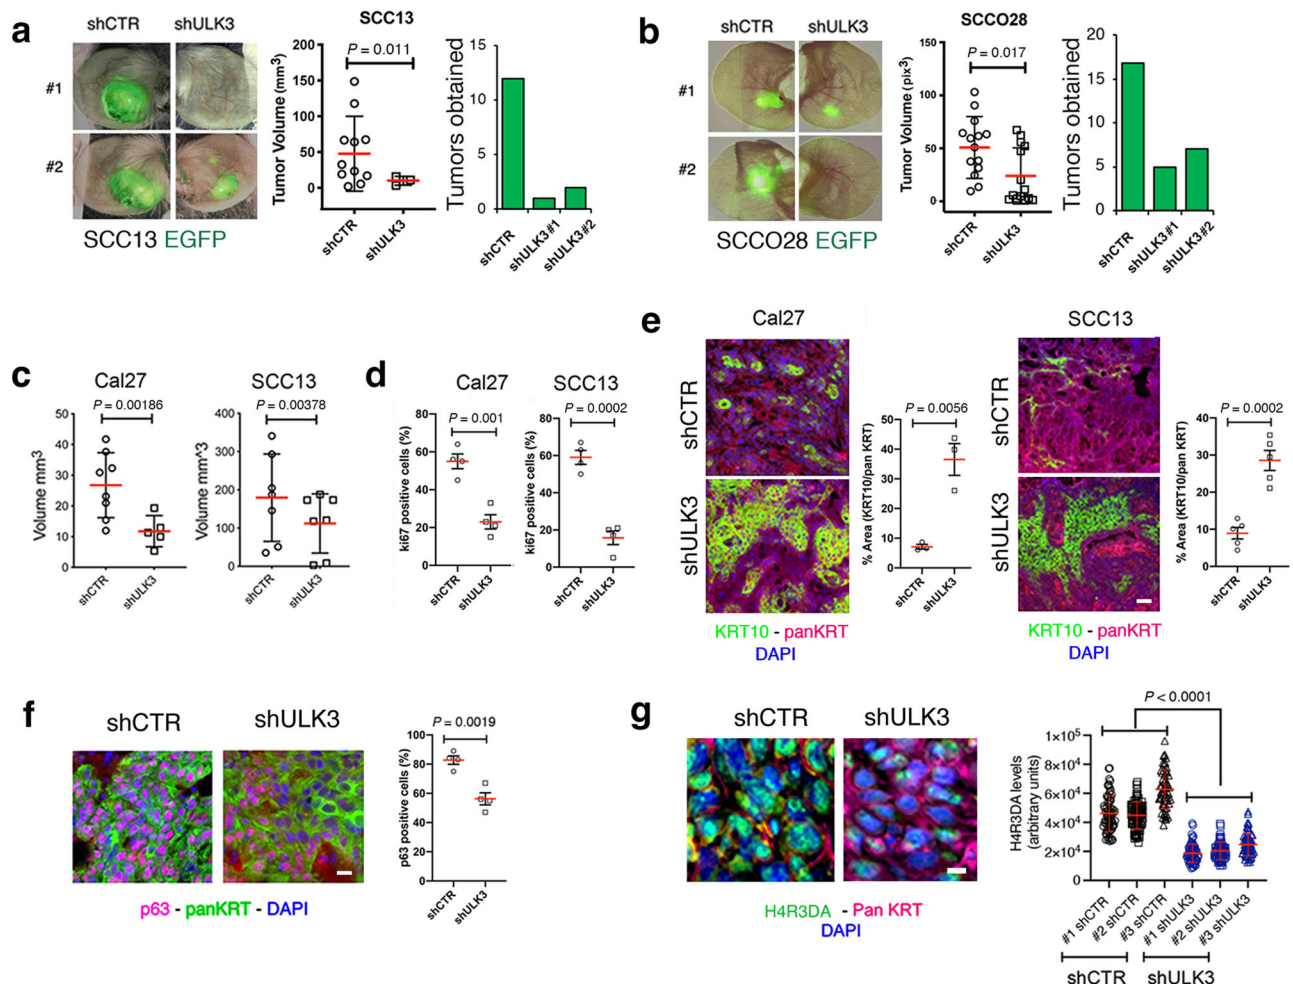 a
shCTR shULK3
#1
#2
SCC13 EGFP
SCC13
P = 0.011
Tumor Volume (mm3)
200
150
100
50
0
shCTR
shULK3
Tumors obtained
15
10
5
0
shCTR
shULK3#1
shULK3#2
b
shCTR shULK3
#1
#2
SCCO28 EGFP
SCCO28
P = 0.017
Tumor Volume (pix3)
150
100
50
0
shCTR
shULK3
Tumors obtained
20
15
10
5
0
shCTR
shULK3#1
shULK3#2
c
Cal27
P = 0.00186
Volume mm3
50
40
30
20
10
0
shCTR
shULK3
SCC13
P = 0.00378
Volume mm^3
400
300
200
100
0
shCTR
shULK3
d
Cal27
P = 0.001
ki67 positive cells (%)
80
60
40
20
0
shCTR
shULK3
SCC13
P = 0.0002
ki67 positive cells (%)
80
60
40
20
0
shCTR
shULK3
e
Cal27
shCTR
shULK3
KRT10 - panKRT
DAPI
P = 0.0056
% Area (KRT10/pan KRT)
50
40
30
20
10
0
shCTR
shULK3
SCC13
shCTR
shULK3
KRT10 - panKRT
DAPI
P = 0.0002
% Area (KRT10/pan KRT)
40
30
20
10
0
shCTR
shULK3
f
shCTR shULK3
p63 - panKRT - DAPI
P = 0.0019
p63 positive cells (%)
100
80
60
40
20
0
shCTR
shULK3
g
shCTR shULK3
H4R3DA - Pan KRT
DAPI
P < 0.0001
H4R3DA levels
(arbitrary units)
1×105
8×104
6×104
4×104
2×104
0
#1 shCTR
#2 shCTR
#3 shCTR
#1 shULK3
#2 shULK3
#3 shULK3
shCTR shULK3